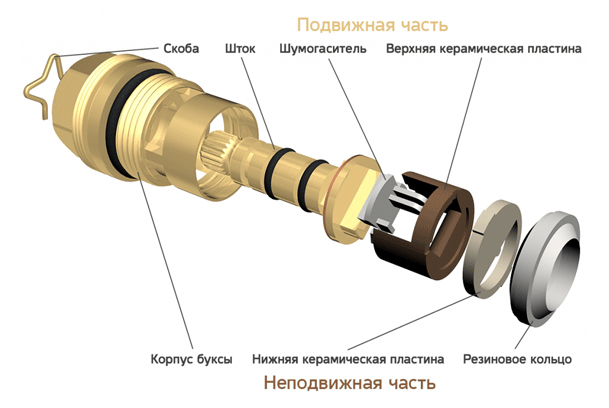 Подвижная часть
Скоба Шток Шумогаситель Верхняя керамическая пластина
Корпус буксы Нижняя керамическая пластина Резиновое кольцо
Неподвижная часть